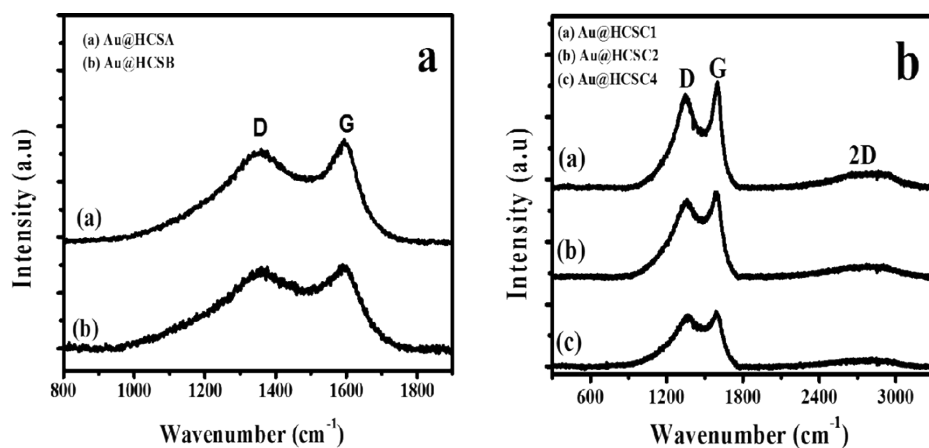 (a) Au@HCSA
(b) Au@HCSB
a
D
G
(a)
(b)
Intensity (a.u)
800 1000 1200 1400 1600 1800
Wavenumber (cm-1)
(a) Au@HCSC1
(b) Au@HCSC2
(c) Au@HCSC4
b
D
G
2D
(a)
(b)
(c)
Intensity (a.u)
600 1200 1800 2400 3000
Wavenumber (cm-1)